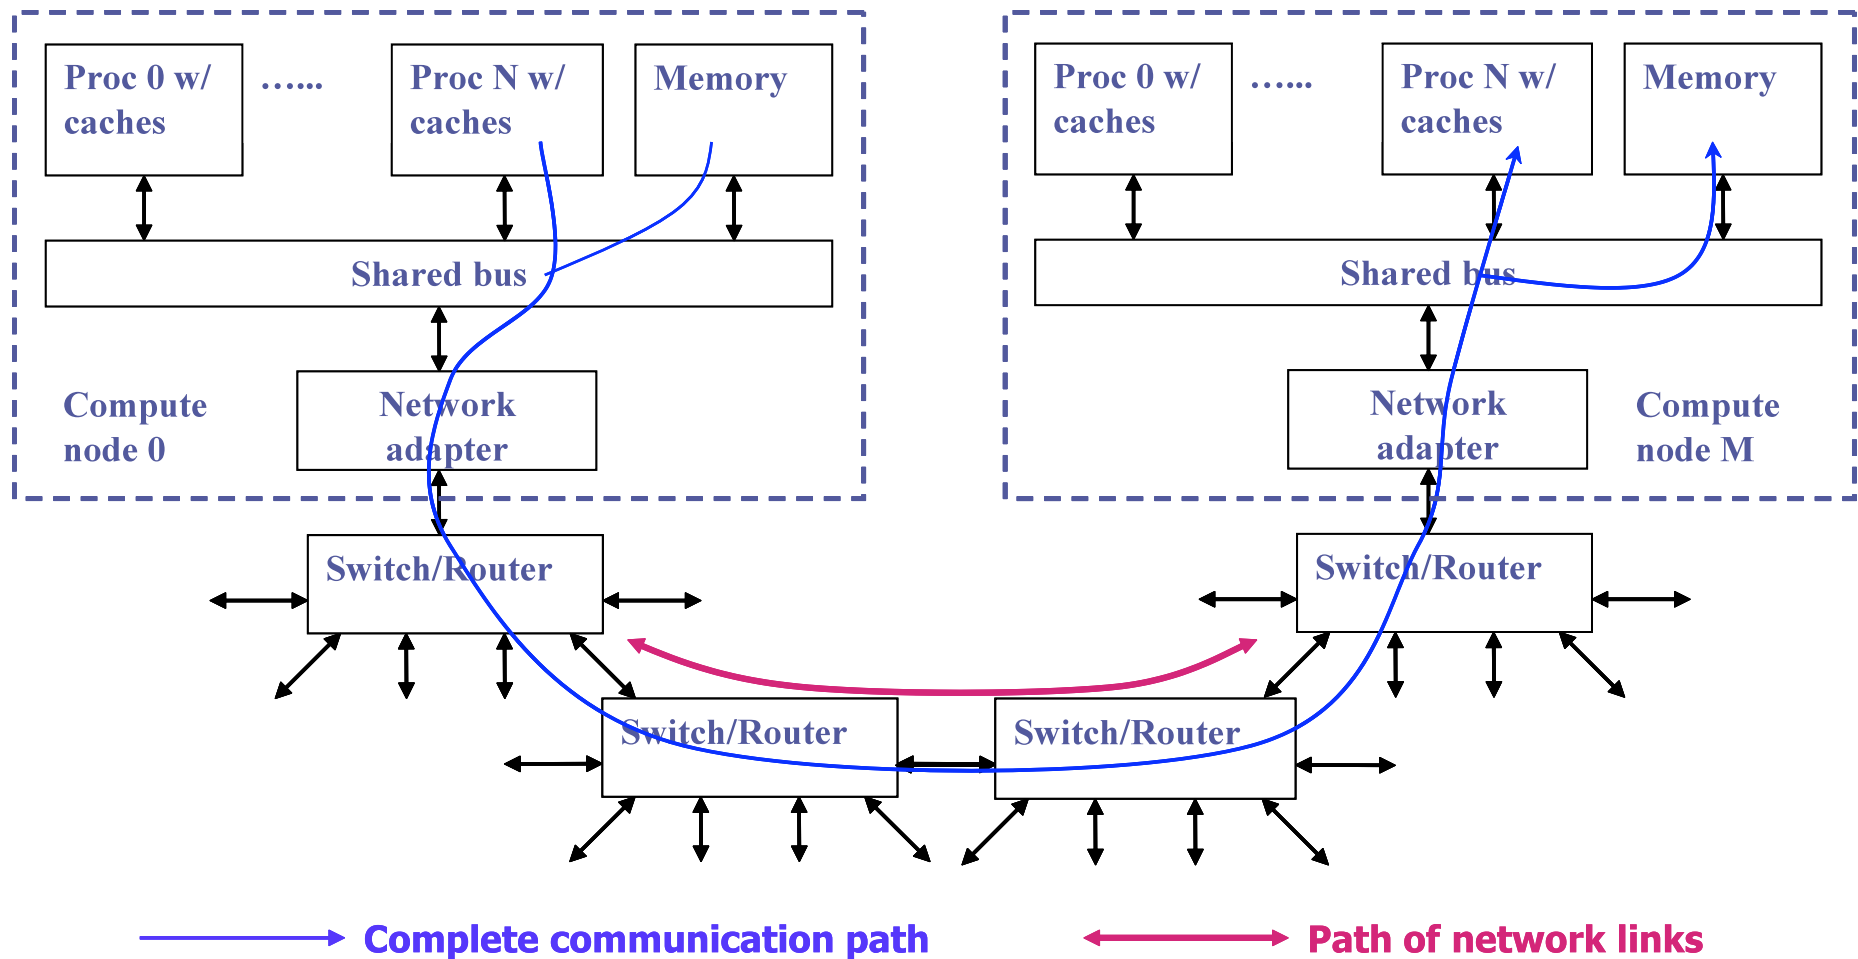 Proc 0 w/
caches
…...
Proc N w/
caches
Memory
Shared bus
Network
adapter
Compute
node 0
Proc 0 w/
caches
…...
Proc N w/
caches
Memory
Shared bus
Network
adapter
Compute
node M
Switch/Router
Switch/Router
Switch/Router
Switch/Router
Complete communication path
Path of network links